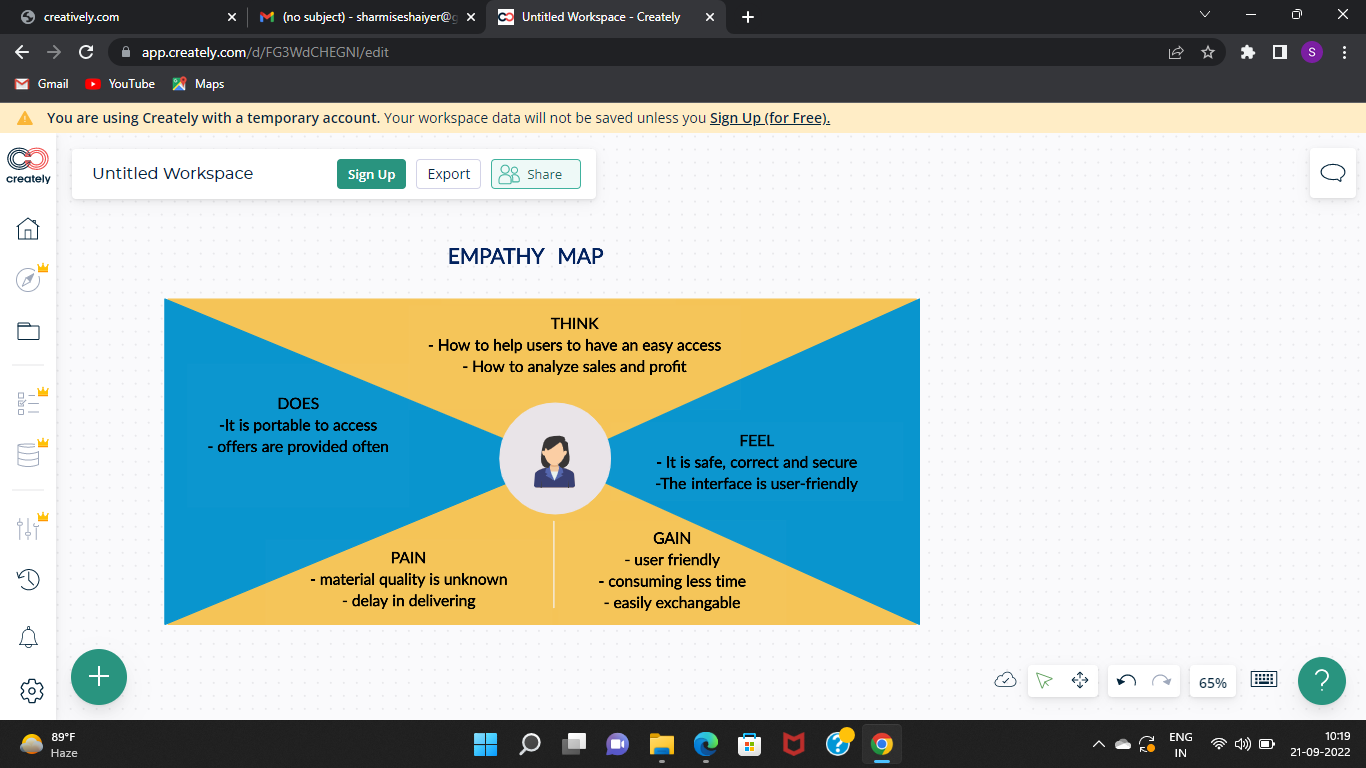 creatively.com
(no subject) - sharmiseshaiyer@g
Untitled Workspace - Creately
app.creately.com/d/FG3WdCHEGNI/edit
S
Gmail
YouTube
Maps
You are using Creately with a temporary account. Your workspace data will not be saved unless you Sign Up (for Free).
creately
Untitled Workspace
Sign Up
Export
Share
EMPATHY MAP
THINK
- How to help users to have an easy access
- How to analyze sales and profit
DOES
-It is portable to access
- offers are provided often
FEEL
- It is safe, correct and secure
-The interface is user-friendly
PAIN
- material quality is unknown
- delay in delivering
GAIN
- user friendly
- consuming less time
- easily exchangable
65%
?
89°F
Haze
ENG
IN
10:19
21-09-2022